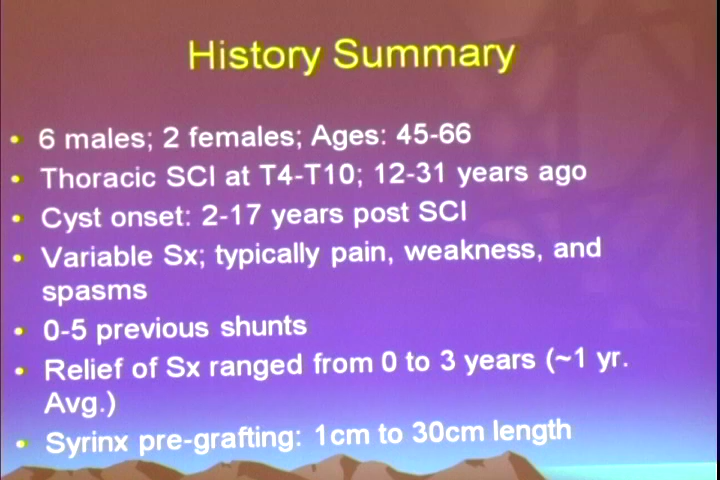 History Summary
• 6 males; 2 females; Ages: 45-66
• Thoracic SCI at T4-T10; 12-31 years ago
• Cyst onset: 2-17 years post SCI
• Variable Sx; typically pain, weakness, and
spasms
• 0-5 previous shunts
• Relief of Sx ranged from 0 to 3 years (~1 yr.
Avg.)
• Syrinx pre-grafting: 1cm to 30cm length